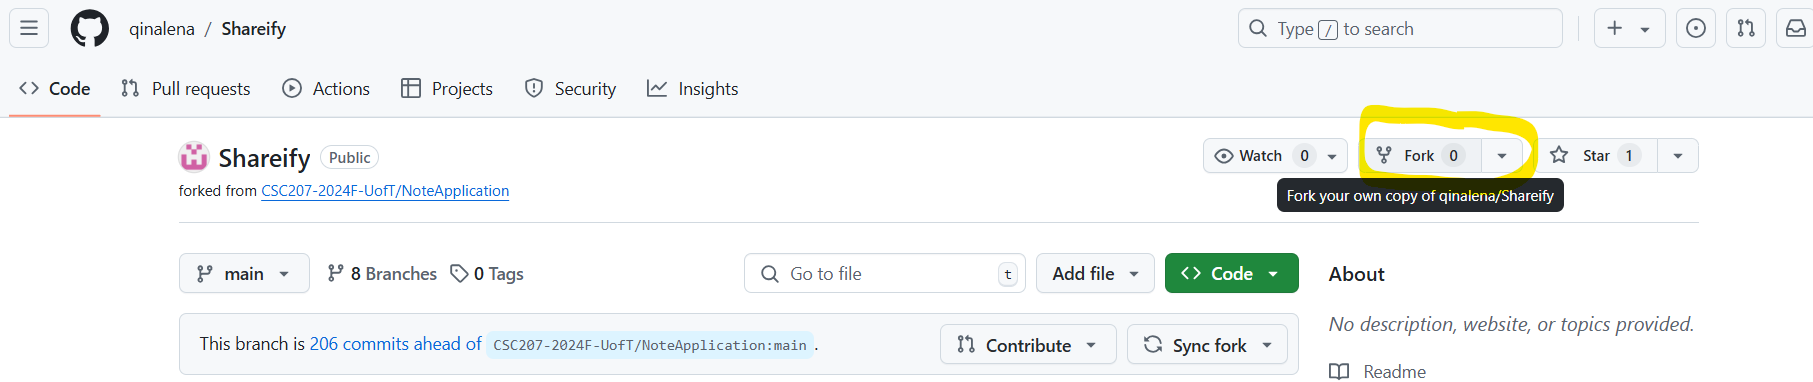 qinalena / Shareify
Type / to search
Code Pull requests Actions Projects Security Insights
Shareify Public
Watch 0 Fork 0 Star 1
forked from CSC207-2024F-UofT/NoteApplication
Fork your own copy of qinalena/Shareify
main 8 Branches 0 Tags
Go to file t
Add file
Code
About
No description, website, or topics provided.
This branch is 206 commits ahead of CSC207-2024F-UofT/NoteApplication:main .
Contribute
Sync fork
Readme